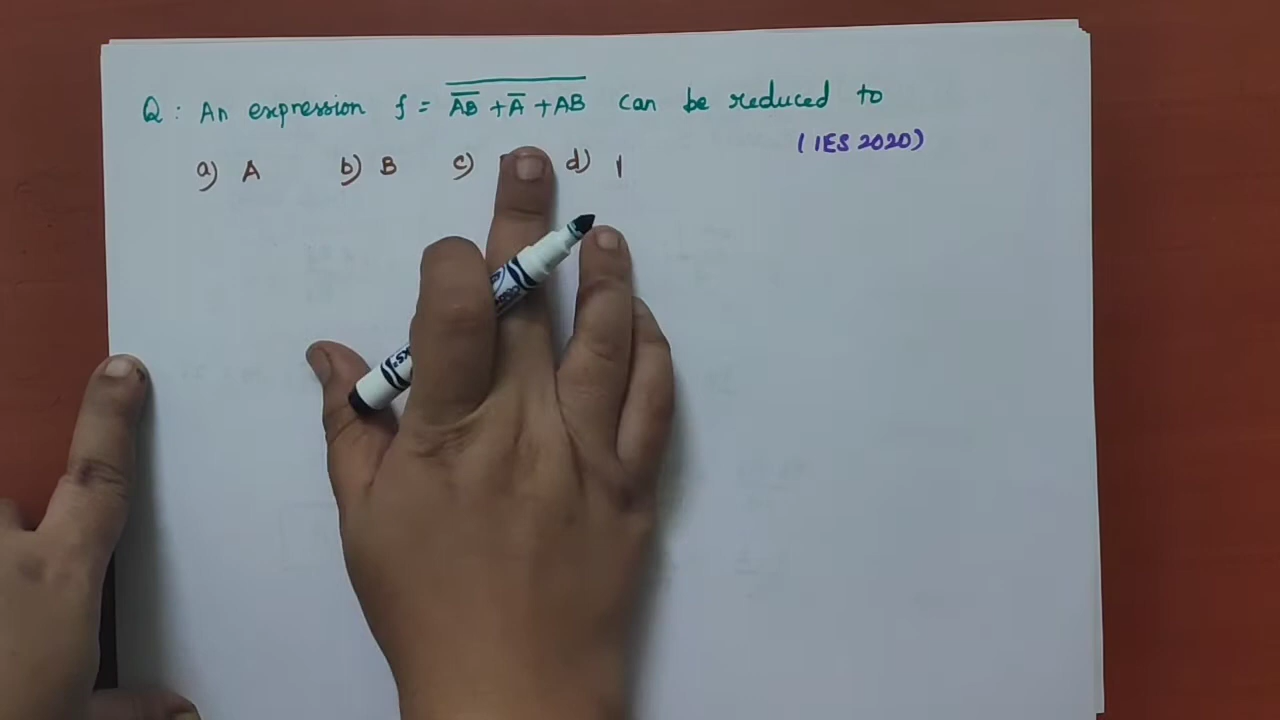 Q : An expression f = \overline{\overline{AB} + \overline{A} + AB} can be reduced to
(IES 2020)
a) A b) B c) d) 1